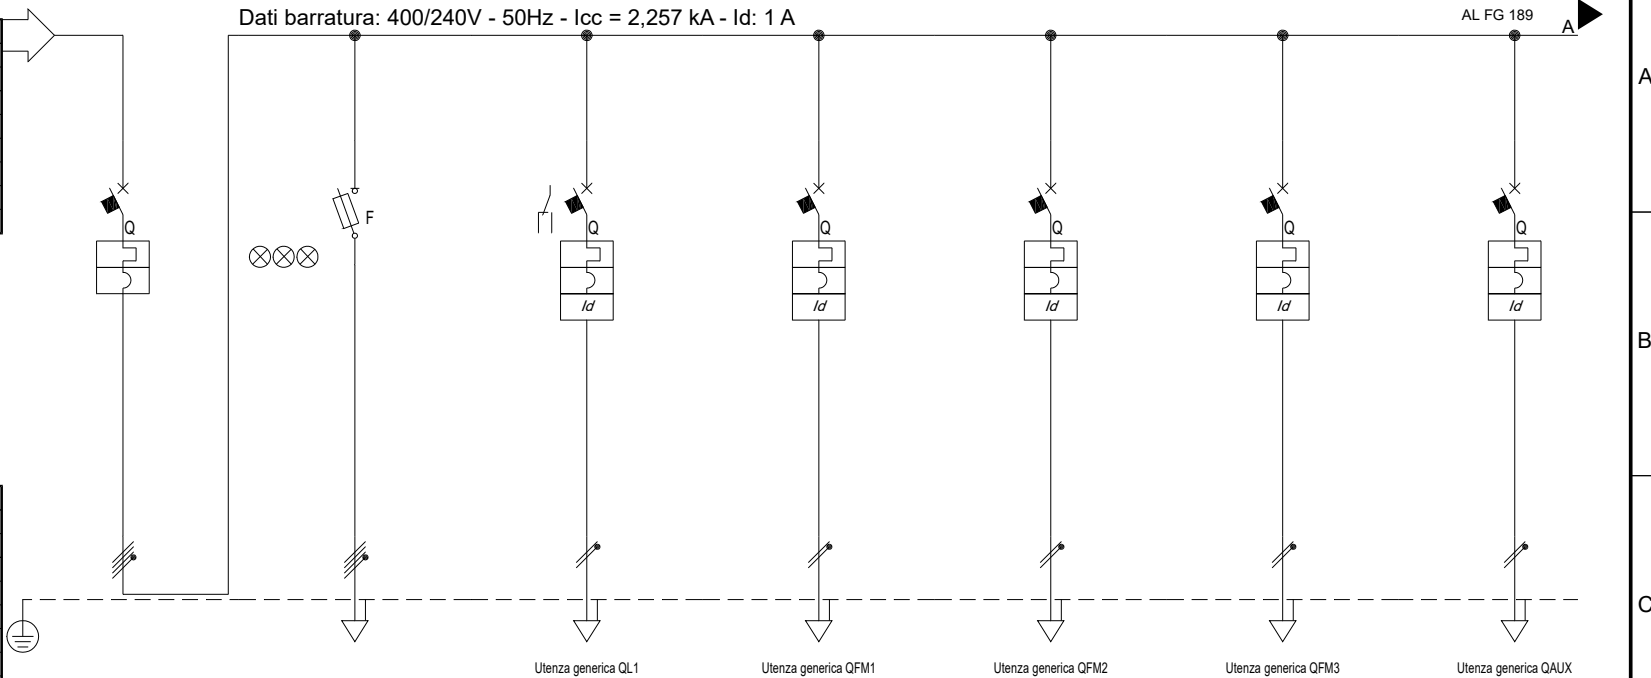 Dati barratura: 400/240V - 50Hz - Icc = 2,257 kA - Id: 1 A
AL FG 189
A
A
F
Q
Q
Q
Q
Q
Q
Id
Id
Id
Id
Id
B
C
Utenza generica QL1
Utenza generica QFM1
Utenza generica QFM2
Utenza generica QFM3
Utenza generica QAUX